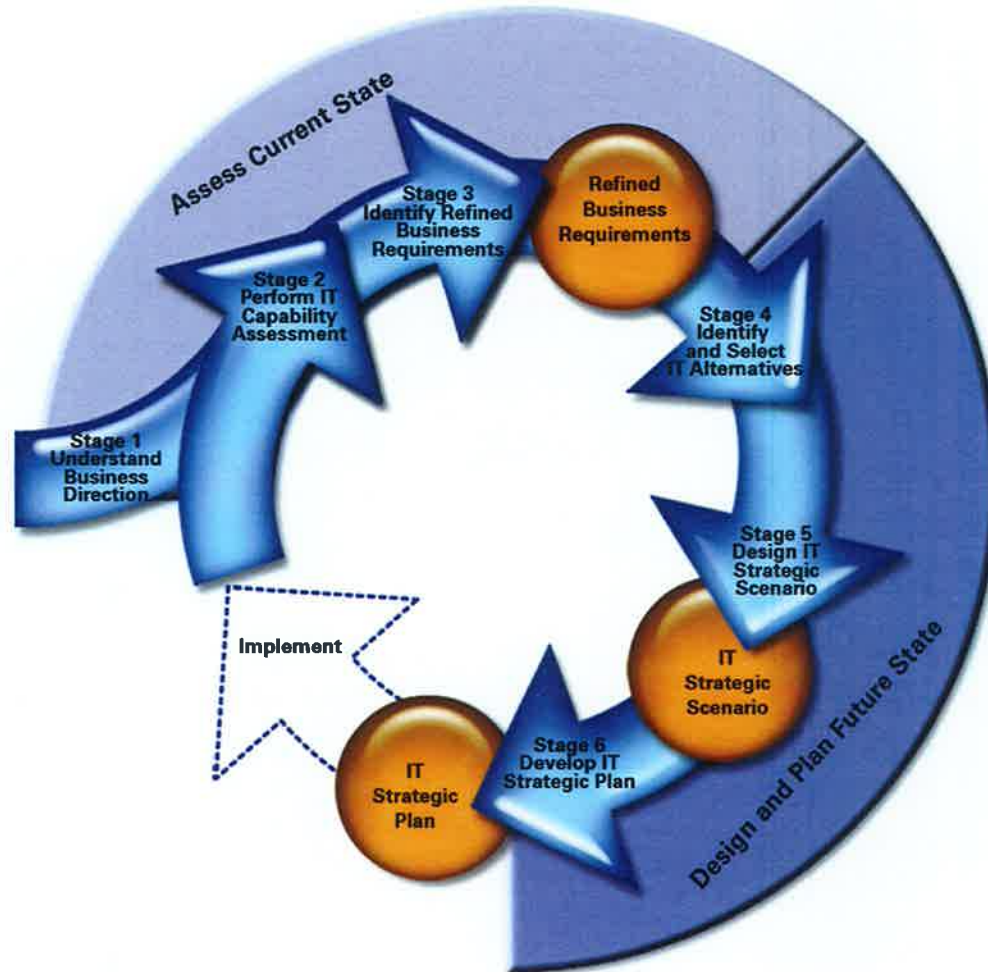 Assess Current State
Stage 1
Understand
Business
Direction
Stage 2
Perform IT
Capability
Assessment
Stage 3
Identify Refined
Business
Requirements
Refined
Business
Requirements
Stage 4
Identify
and Select
IT Alternatives
Stage 5
Design IT
Strategic
Scenario
IT
Strategic
Scenario
Design and Plan Future State
Stage 6
Develop IT
Strategic Plan
IT
Strategic
Plan
Implement